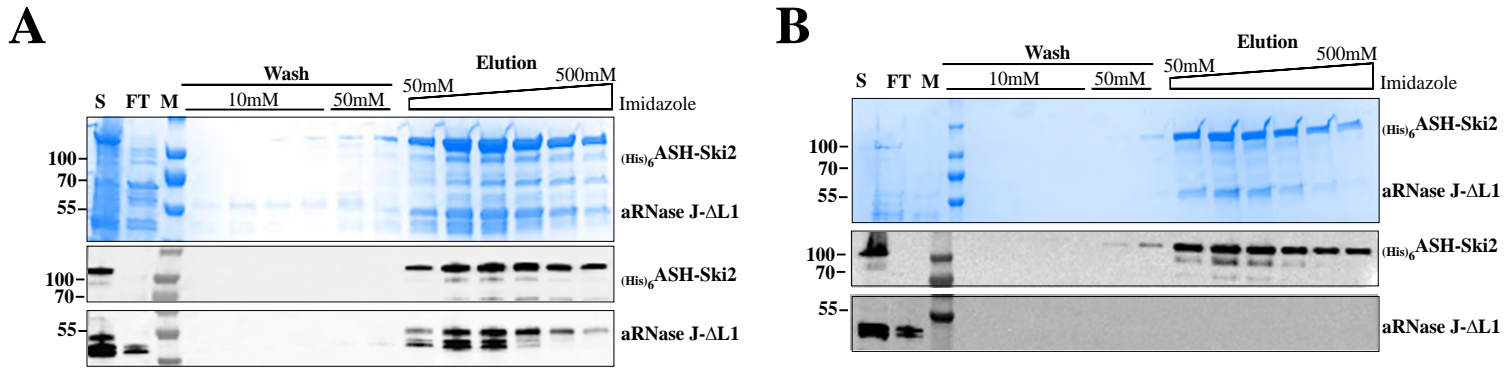 A
Wash
Elution
50mM
500mM
S FT M
10mM
50mM
Imidazole
100
70
55
(His)6ASH-Ski2
aRNase J-ΔL1
100
70
(His)6ASH-Ski2
55
aRNase J-ΔL1
B
Wash
Elution
50mM
500mM
S FT M
10mM
50mM
Imidazole
100
70
55
(His)6ASH-Ski2
aRNase J-ΔL1
100
70
(His)6ASH-Ski2
55
aRNase J-ΔL1